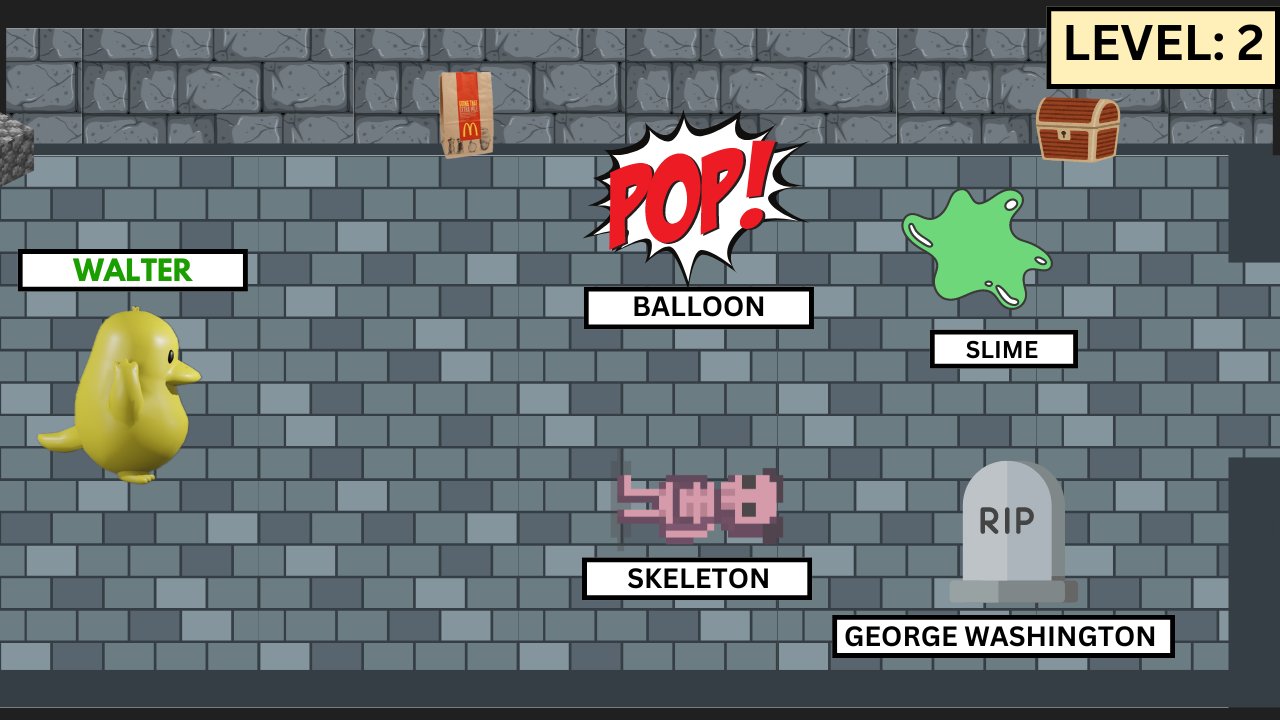 LEVEL: 2
POP!
WALTER
BALLOON
SLIME
RIP
SKELETON
GEORGE WASHINGTON